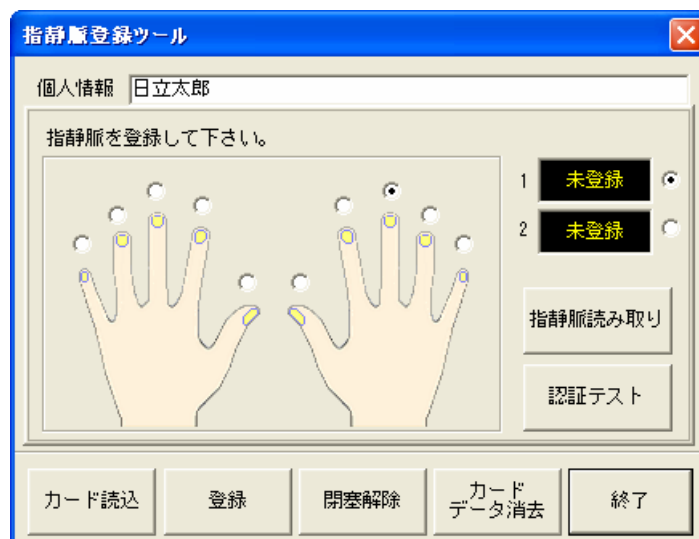 指静脈登録ツール
個人情報 日立太郎
指静脈を登録して下さい。
1 未登録
2 未登録
指静脈読み取り
認証テスト
カード読込
登録
閉塞解除
カード
データ消去
終了